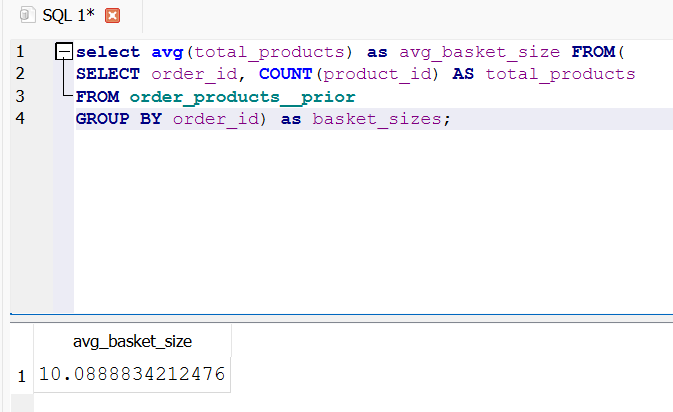 SQL 1*
1 select avg(total_products) as avg_basket_size FROM(
2 SELECT order_id, COUNT(product_id) AS total_products
3 FROM order_products__prior
4 GROUP BY order_id) as basket_sizes;
avg_basket_size
1 10.0888834212476